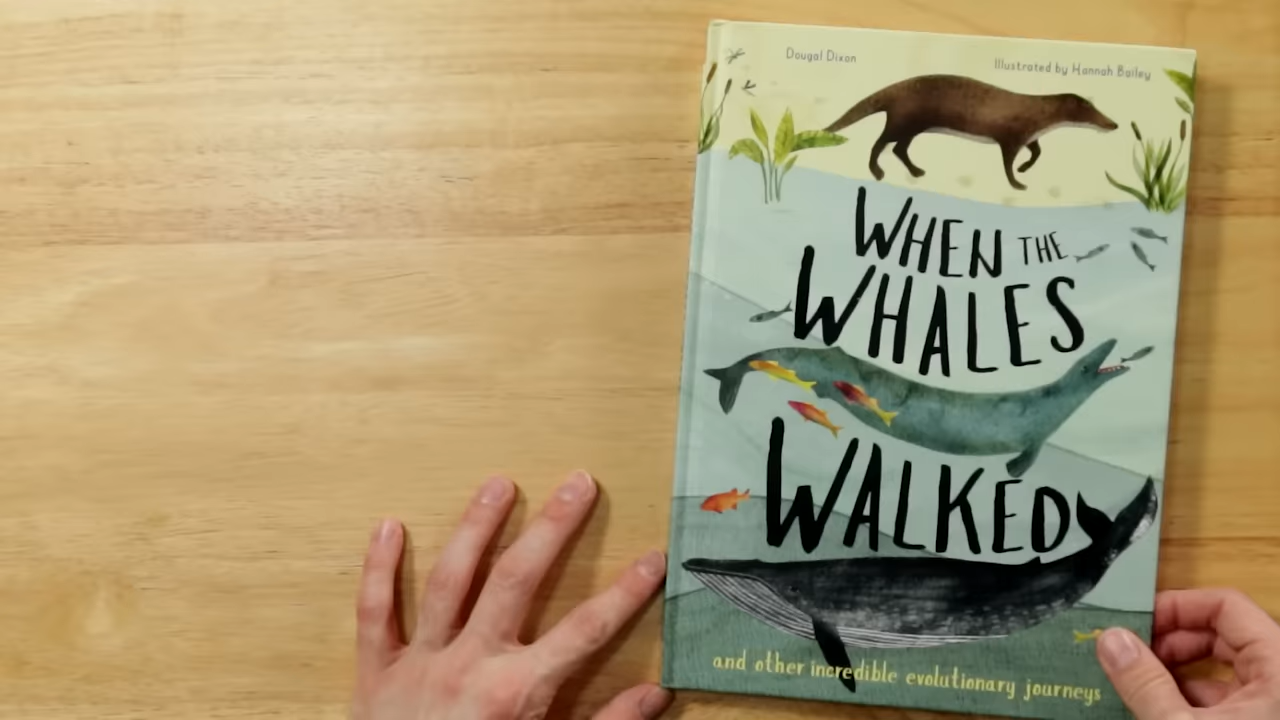 Dougal Dixon
Illustrated by Hannah Bailey
WHEN THE
WHALES
WALKED
and other incredible evolutionary journeys